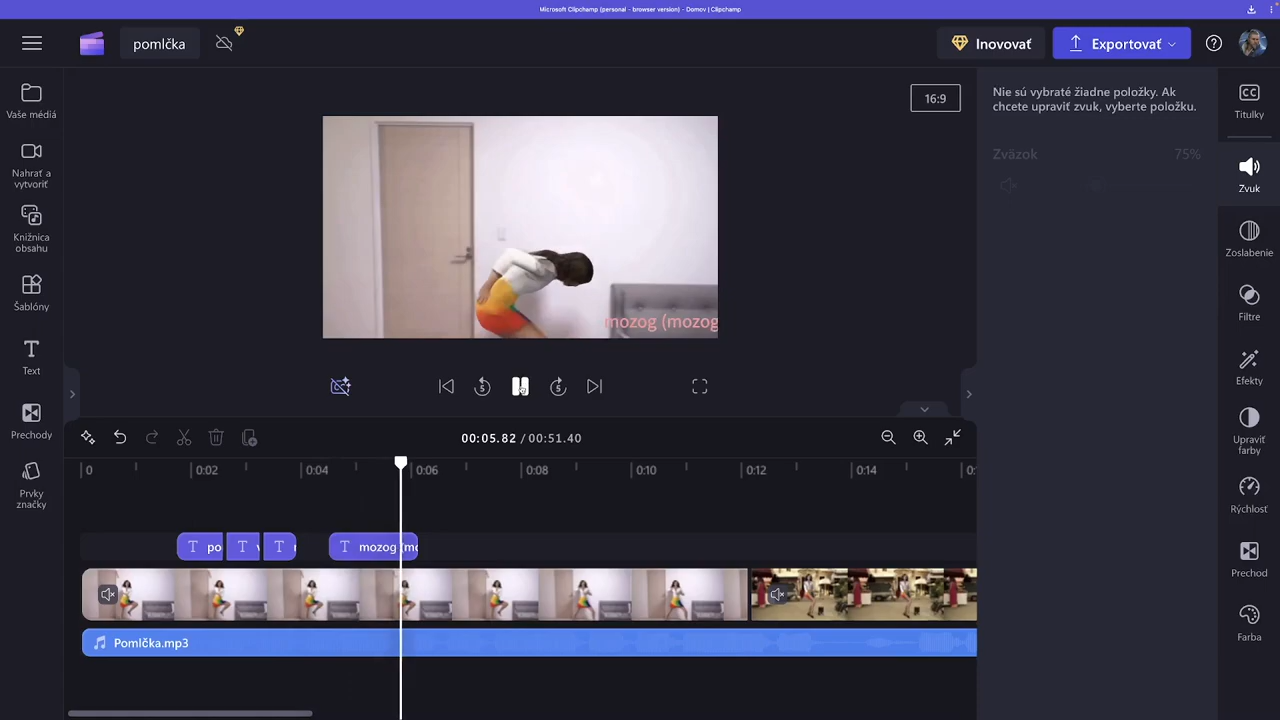 Microsoft Clipchamp (personal - browser version) - Domov | Clipchamp
pomlčka
Inovovať
Exportovať
Vaše médiá
Nahrať a
vytvoriť
Knižnica
obsahu
Šablóny
Text
Prechody
Prvky
značky
16:9
mozog (mozog
Nie sú vybraté žiadne položky. Ak
chcete upraviť zvuk, vyberte položku.
Zväzok 75%
Titulky
Zvuk
Zoslabenie
Filtre
Efekty
Upraviť
farby
Rýchlosť
Prechod
Farba
5
5
00:05.82 / 00:51.40
0 0:02 0:04 0:06 0:08 0:10 0:12 0:14
po
mozog (mo
Pomlčka.mp3